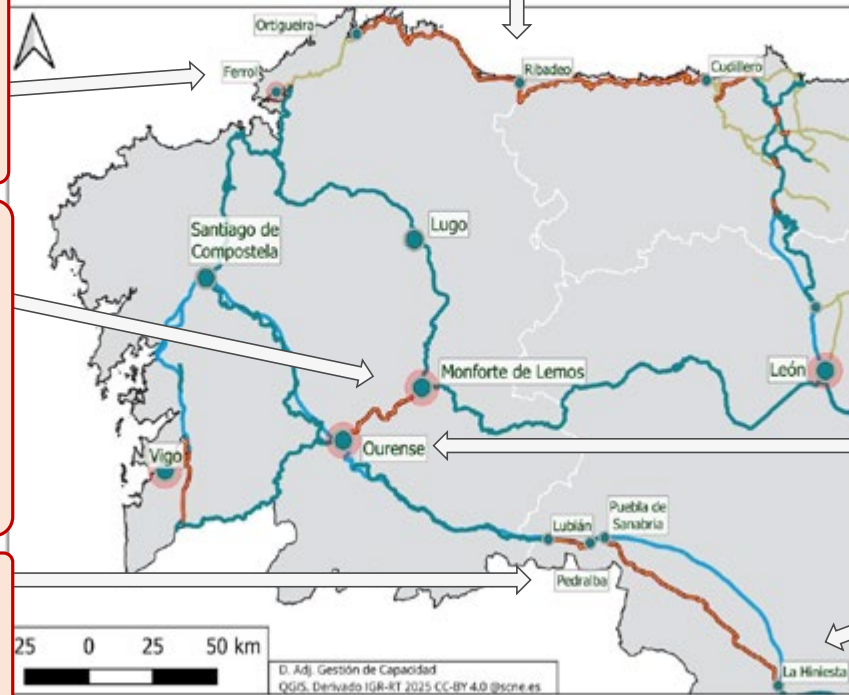 Ortigueira
Ferrol
Ribadeo
Cudillero
Santiago de
Compostela
Lugo
Monforte de Lemos
León
Ourense
Vigo
Lubián
Puebla de
Sanabria
Pedralba
La Hiniesta
25 0 25 50 km
D. Adj. Gestión de Capacidad
QGIS. Derivado IGR-RT 2025 CC-BY 4.0 @scne.es